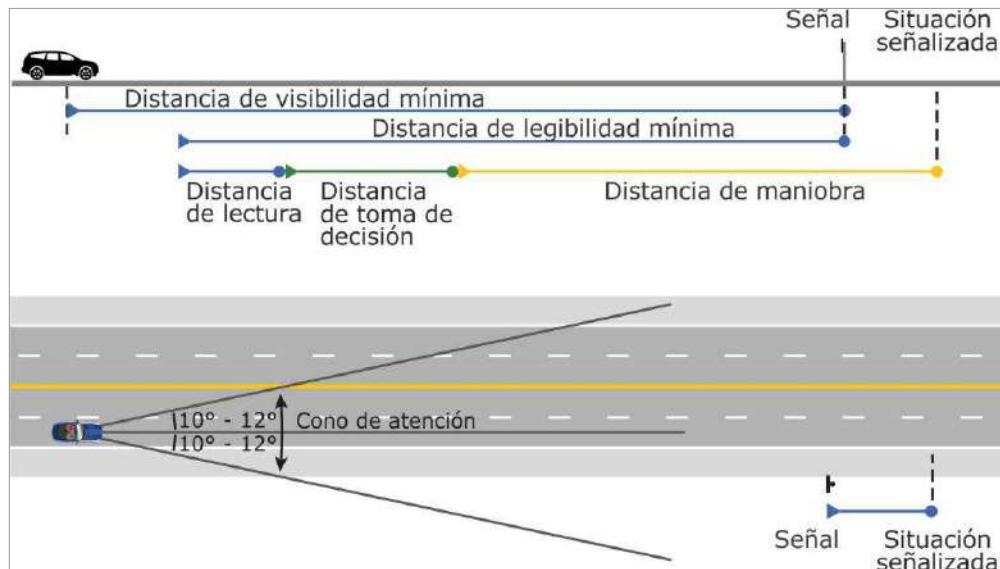 Señal
Situación
señalizada
Distancia de visibilidad mínima
Distancia de legibilidad mínima
Distancia
de lectura
Distancia
de toma de
decisión
Distancia de maniobra
10° - 12°
Cono de atención
10° - 12°
Señal
Situación
señalizada